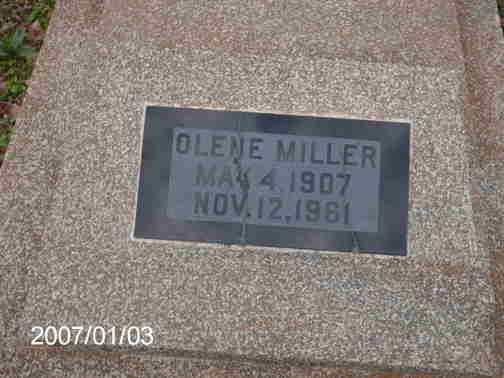 OLENE MILLER
MAY 4, 1907
NOV. 12, 1961
2007/01/03